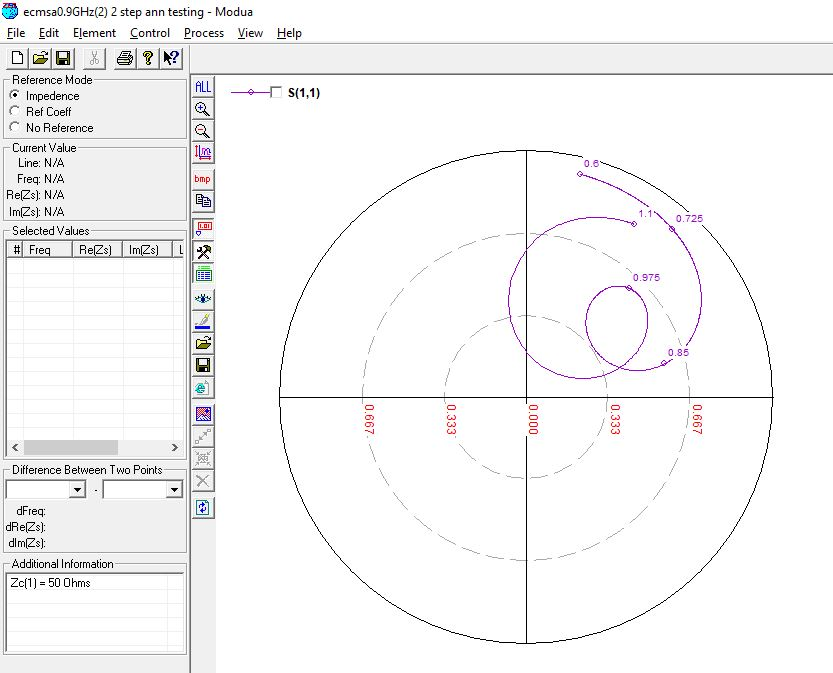 ecmsa0.9GHz(2) 2 step ann testing - Modua
File Edit Element Control Process View Help
Reference Mode
Impedence
Ref Coeff
No Reference
Current Value
Line: N/A
Freq: N/A
Re(Zs): N/A
Im(Zs): N/A
Selected Values
# Freq Re(Zs) Im(Zs) L
Difference Between Two Points
-
dFreq:
dRe(Zs):
dIm(Zs):
Additional Information
Zc(1) = 50 Ohms
ALL
bmp
1.01
S(1,1)
0.6
1.1
0.725
0.975
0.85
0.667
0.333
0.000
0.333
0.667